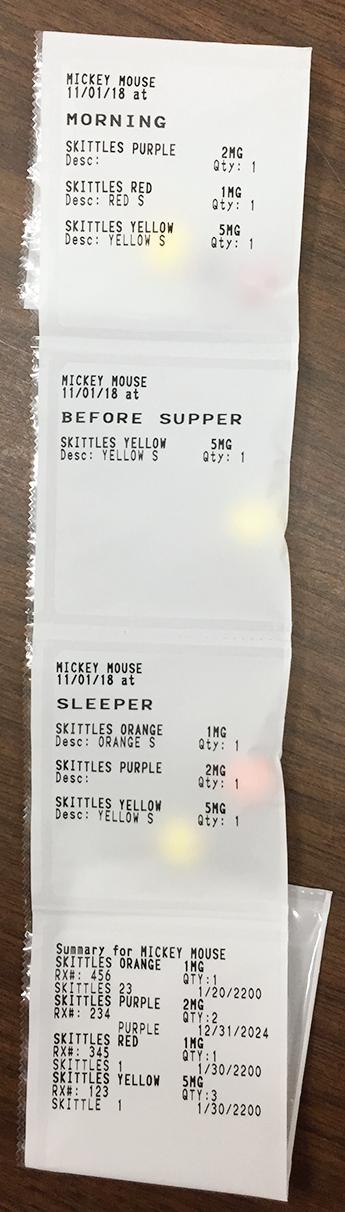 MICKEY MOUSE
11/01/18 at
MORNING
SKITTLES PURPLE 2MG
Desc: Qty: 1
SKITTLES RED 1MG
Desc: RED S Qty: 1
SKITTLES YELLOW 5MG
Desc: YELLOW S Qty: 1
MICKEY MOUSE
11/01/18 at
BEFORE SUPPER
SKITTLES YELLOW 5MG
Desc: YELLOW S Qty: 1
MICKEY MOUSE
11/01/18 at
SLEEPER
SKITTLES ORANGE 1MG
Desc: ORANGE S Qty: 1
SKITTLES PURPLE 2MG
Desc: Qty: 1
SKITTLES YELLOW 5MG
Desc: YELLOW S Qty: 1
Summary for MICKEY MOUSE
SKITTLES ORANGE 1MG
RX#: 456 QTY:1
SKITTLES 23 1/20/2200
SKITTLES PURPLE 2MG
RX#: 234 QTY:2
PURPLE 12/31/2024
SKITTLES RED 1MG
RX#: 345 QTY:1
SKITTLES 1 1/30/2200
SKITTLES YELLOW 5MG
RX#: 123 QTY:3
SKITTLE 1 1/30/2200